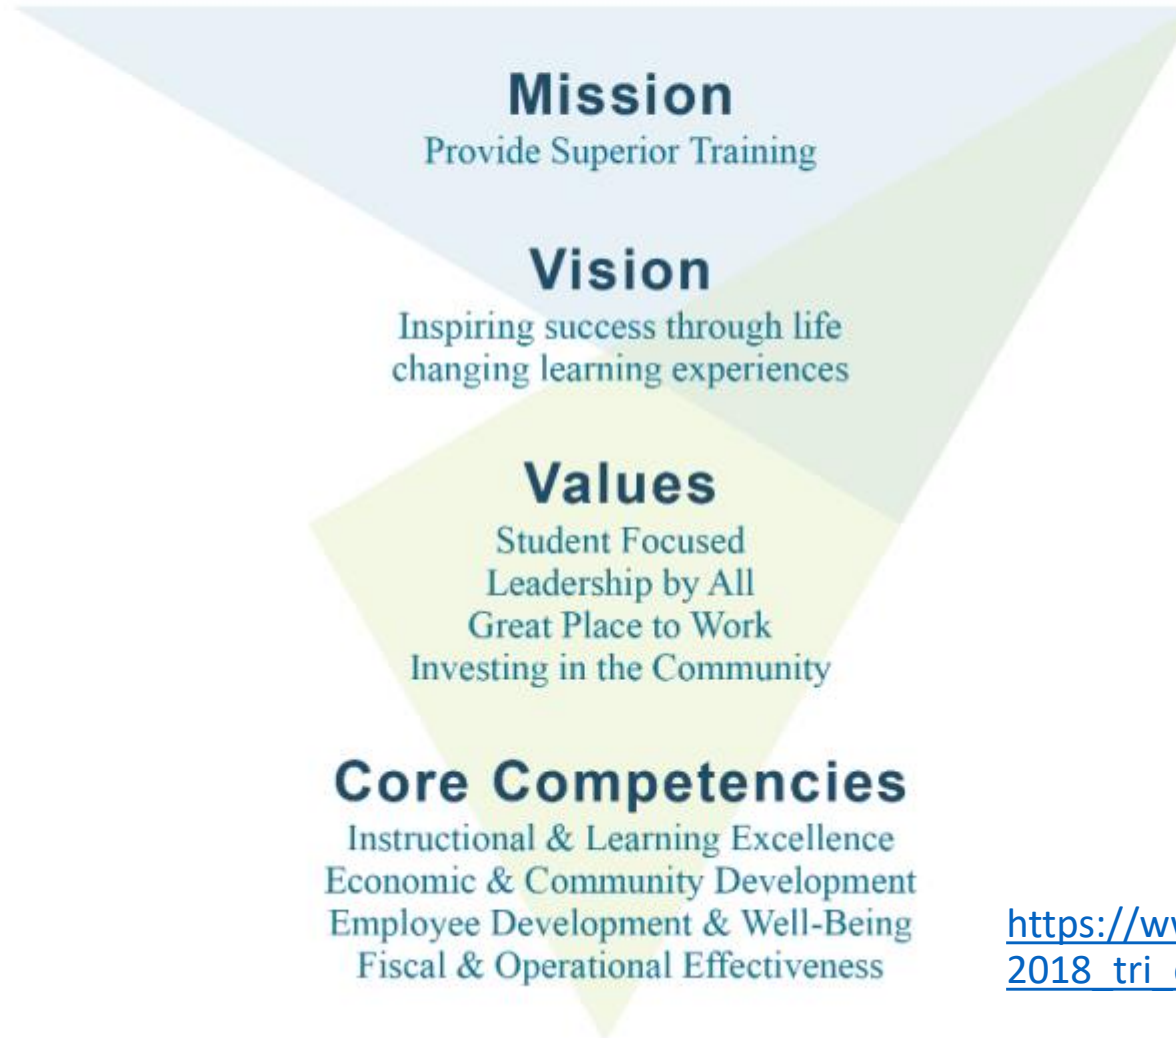 Mission
Provide Superior Training
Vision
Inspiring success through life
changing learning experiences
Values
Student Focused
Leadership by All
Great Place to Work
Investing in the Community
Core Competencies
Instructional & Learning Excellence
Economic & Community Development
Employee Development & Well-Being
Fiscal & Operational Effectiveness
https://w
2018_tri_